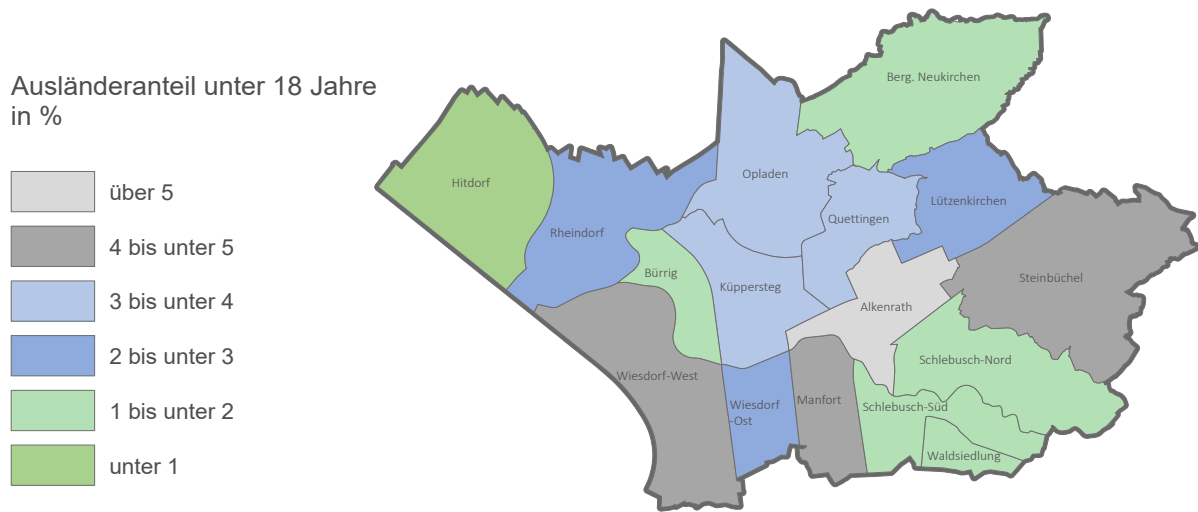 Ausländeranteil unter 18 Jahre
in %
über 5
4 bis unter 5
3 bis unter 4
2 bis unter 3
1 bis unter 2
unter 1
Berg. Neukirchen
Opladen
Hitdorf
Lützenkirchen
Quettingen
Rheindorf
Bürrig
Steinbüchel
Küppersteg
Alkenrath
Schlebusch-Nord
Wiesdorf-West
Wiesdorf
-Ost
Manfort
Schlebusch-Süd
Waldsiedlung